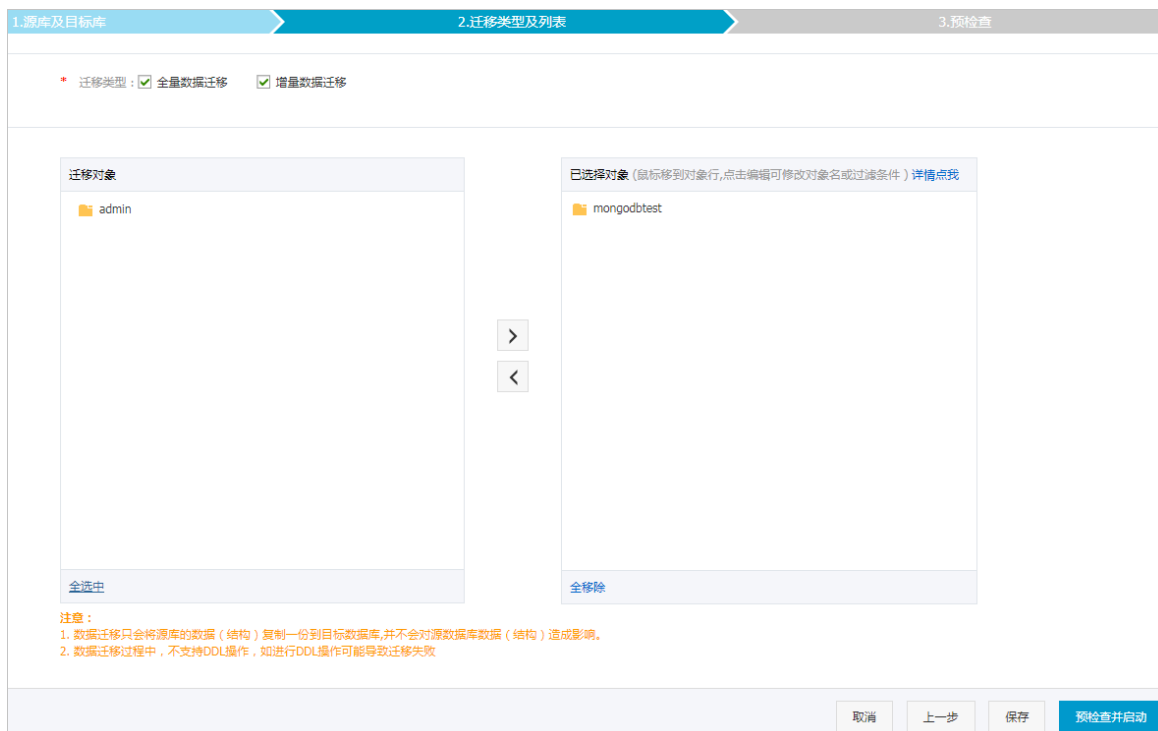 1.源库及目标库
2.迁移类型及列表
3.预检查
* 迁移类型：全量数据迁移 增量数据迁移
迁移对象
已选择对象 (鼠标移到对象行,点击编辑可修改对象名或过滤条件 ) 详情点我
admin
mongodbtest
全选中
全移除
注意：
1. 数据迁移只会将源库的数据（结构）复制一份到目标数据库,并不会对源数据库数据（结构）造成影响。
2. 数据迁移过程中，不支持DDL操作，如进行DDL操作可能导致迁移失败
取消
上一步
保存
预检查并启动